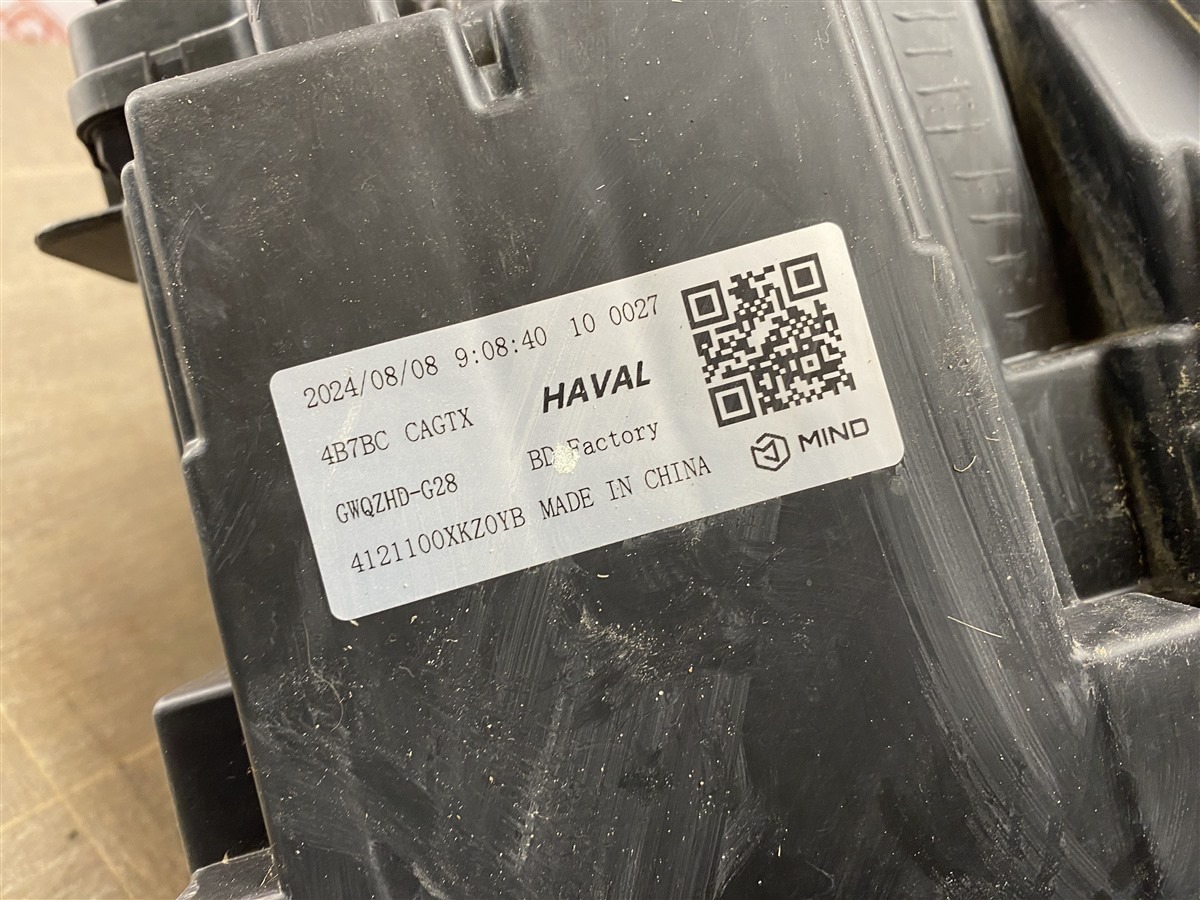 2024/08/08 9:08:40 10 0027
4B7BC CAGTX
HAVAL
GWQZHD-G28
BD Factory
4121100XKZ0YB MADE IN CHINA
MIND